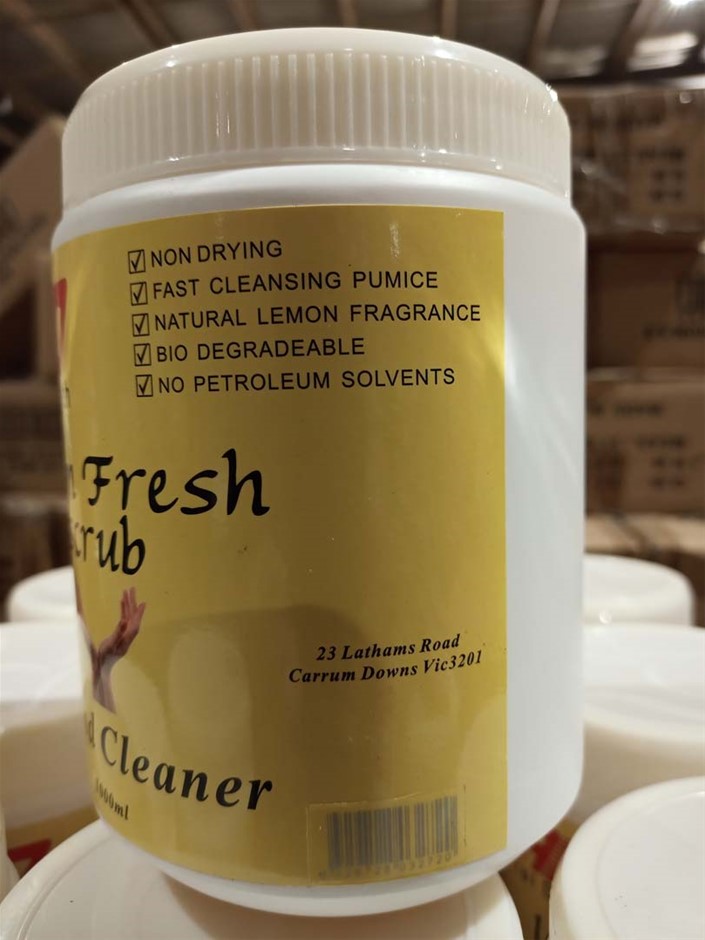 NON DRYING
FAST CLEANSING PUMICE
NATURAL LEMON FRAGRANCE
BIO DEGRADEABLE
NO PETROLEUM SOLVENTS
Fresh
crub
23 Lathams Road
Carrum Downs Vic3201
Cleaner
1000ml